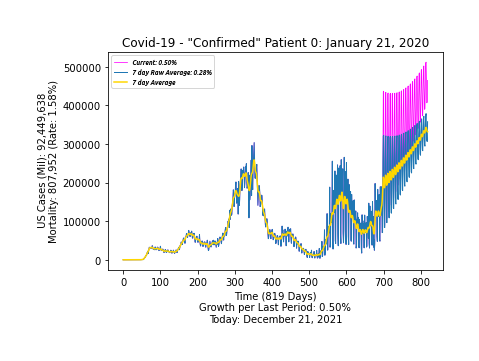 Covid-19 - "Confirmed" Patient 0: January 21, 2020
Current: 0.50%
7 day Raw Average: 0.28%
7 day Average
500000
400000
300000
200000
100000
0
US Cases (Mil): 92,449,638
Mortality: 807,952 (Rate: 1.58%)
0 100 200 300 400 500 600 700 800
Time (819 Days)
Growth per Last Period: 0.50%
Today: December 21, 2021